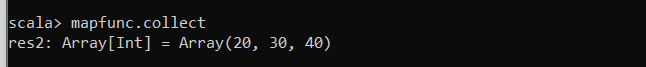 scala> mapfunc.collect
res2: Array[Int] = Array(20, 30, 40)